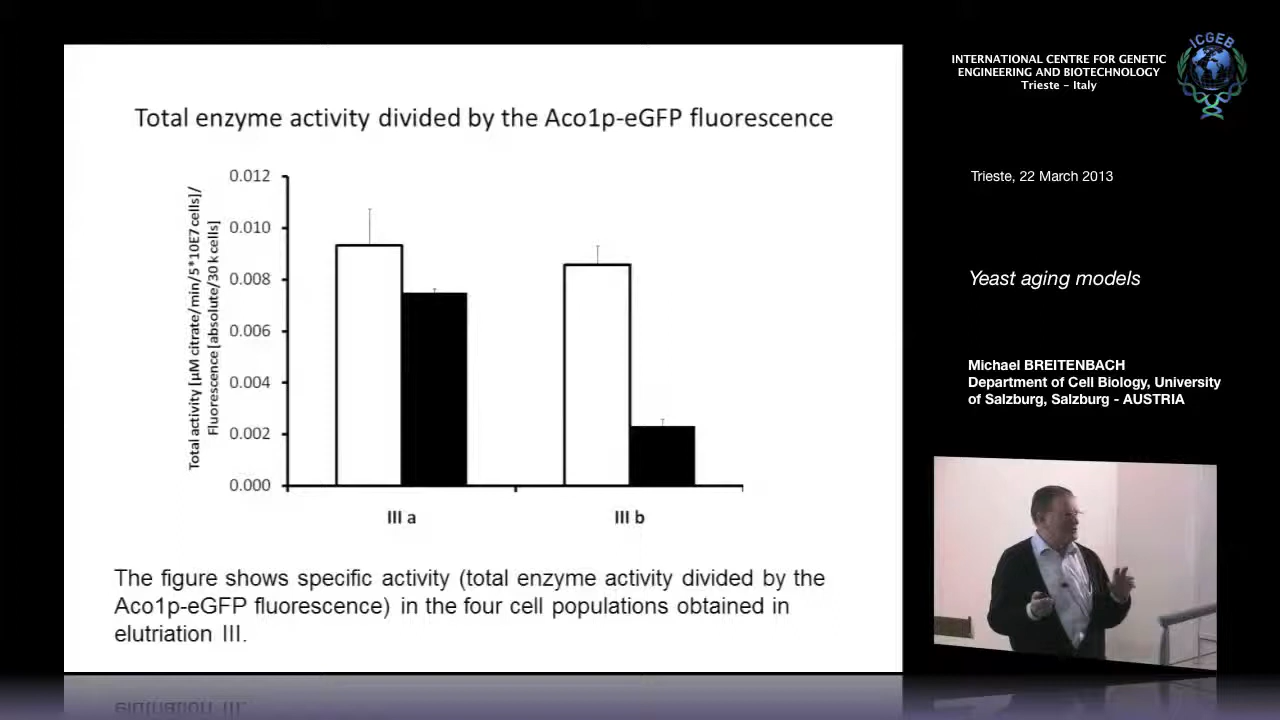 Total enzyme activity divided by the Aco1p-eGFP fluorescence
Total activity [µM citrate/min/5*10E7 cells]/
Fluorescence [absolute/30 k cells]
0.012
0.010
0.008
0.006
0.004
0.002
0.000
III a
III b
The figure shows specific activity (total enzyme activity divided by the
Aco1p-eGFP fluorescence) in the four cell populations obtained in
elutriation III.
INTERNATIONAL CENTRE FOR GENETIC
ENGINEERING AND BIOTECHNOLOGY
Trieste - Italy
ICGEB
Trieste, 22 March 2013
Yeast aging models
Michael BREITENBACH
Department of Cell Biology, University
of Salzburg, Salzburg - AUSTRIA